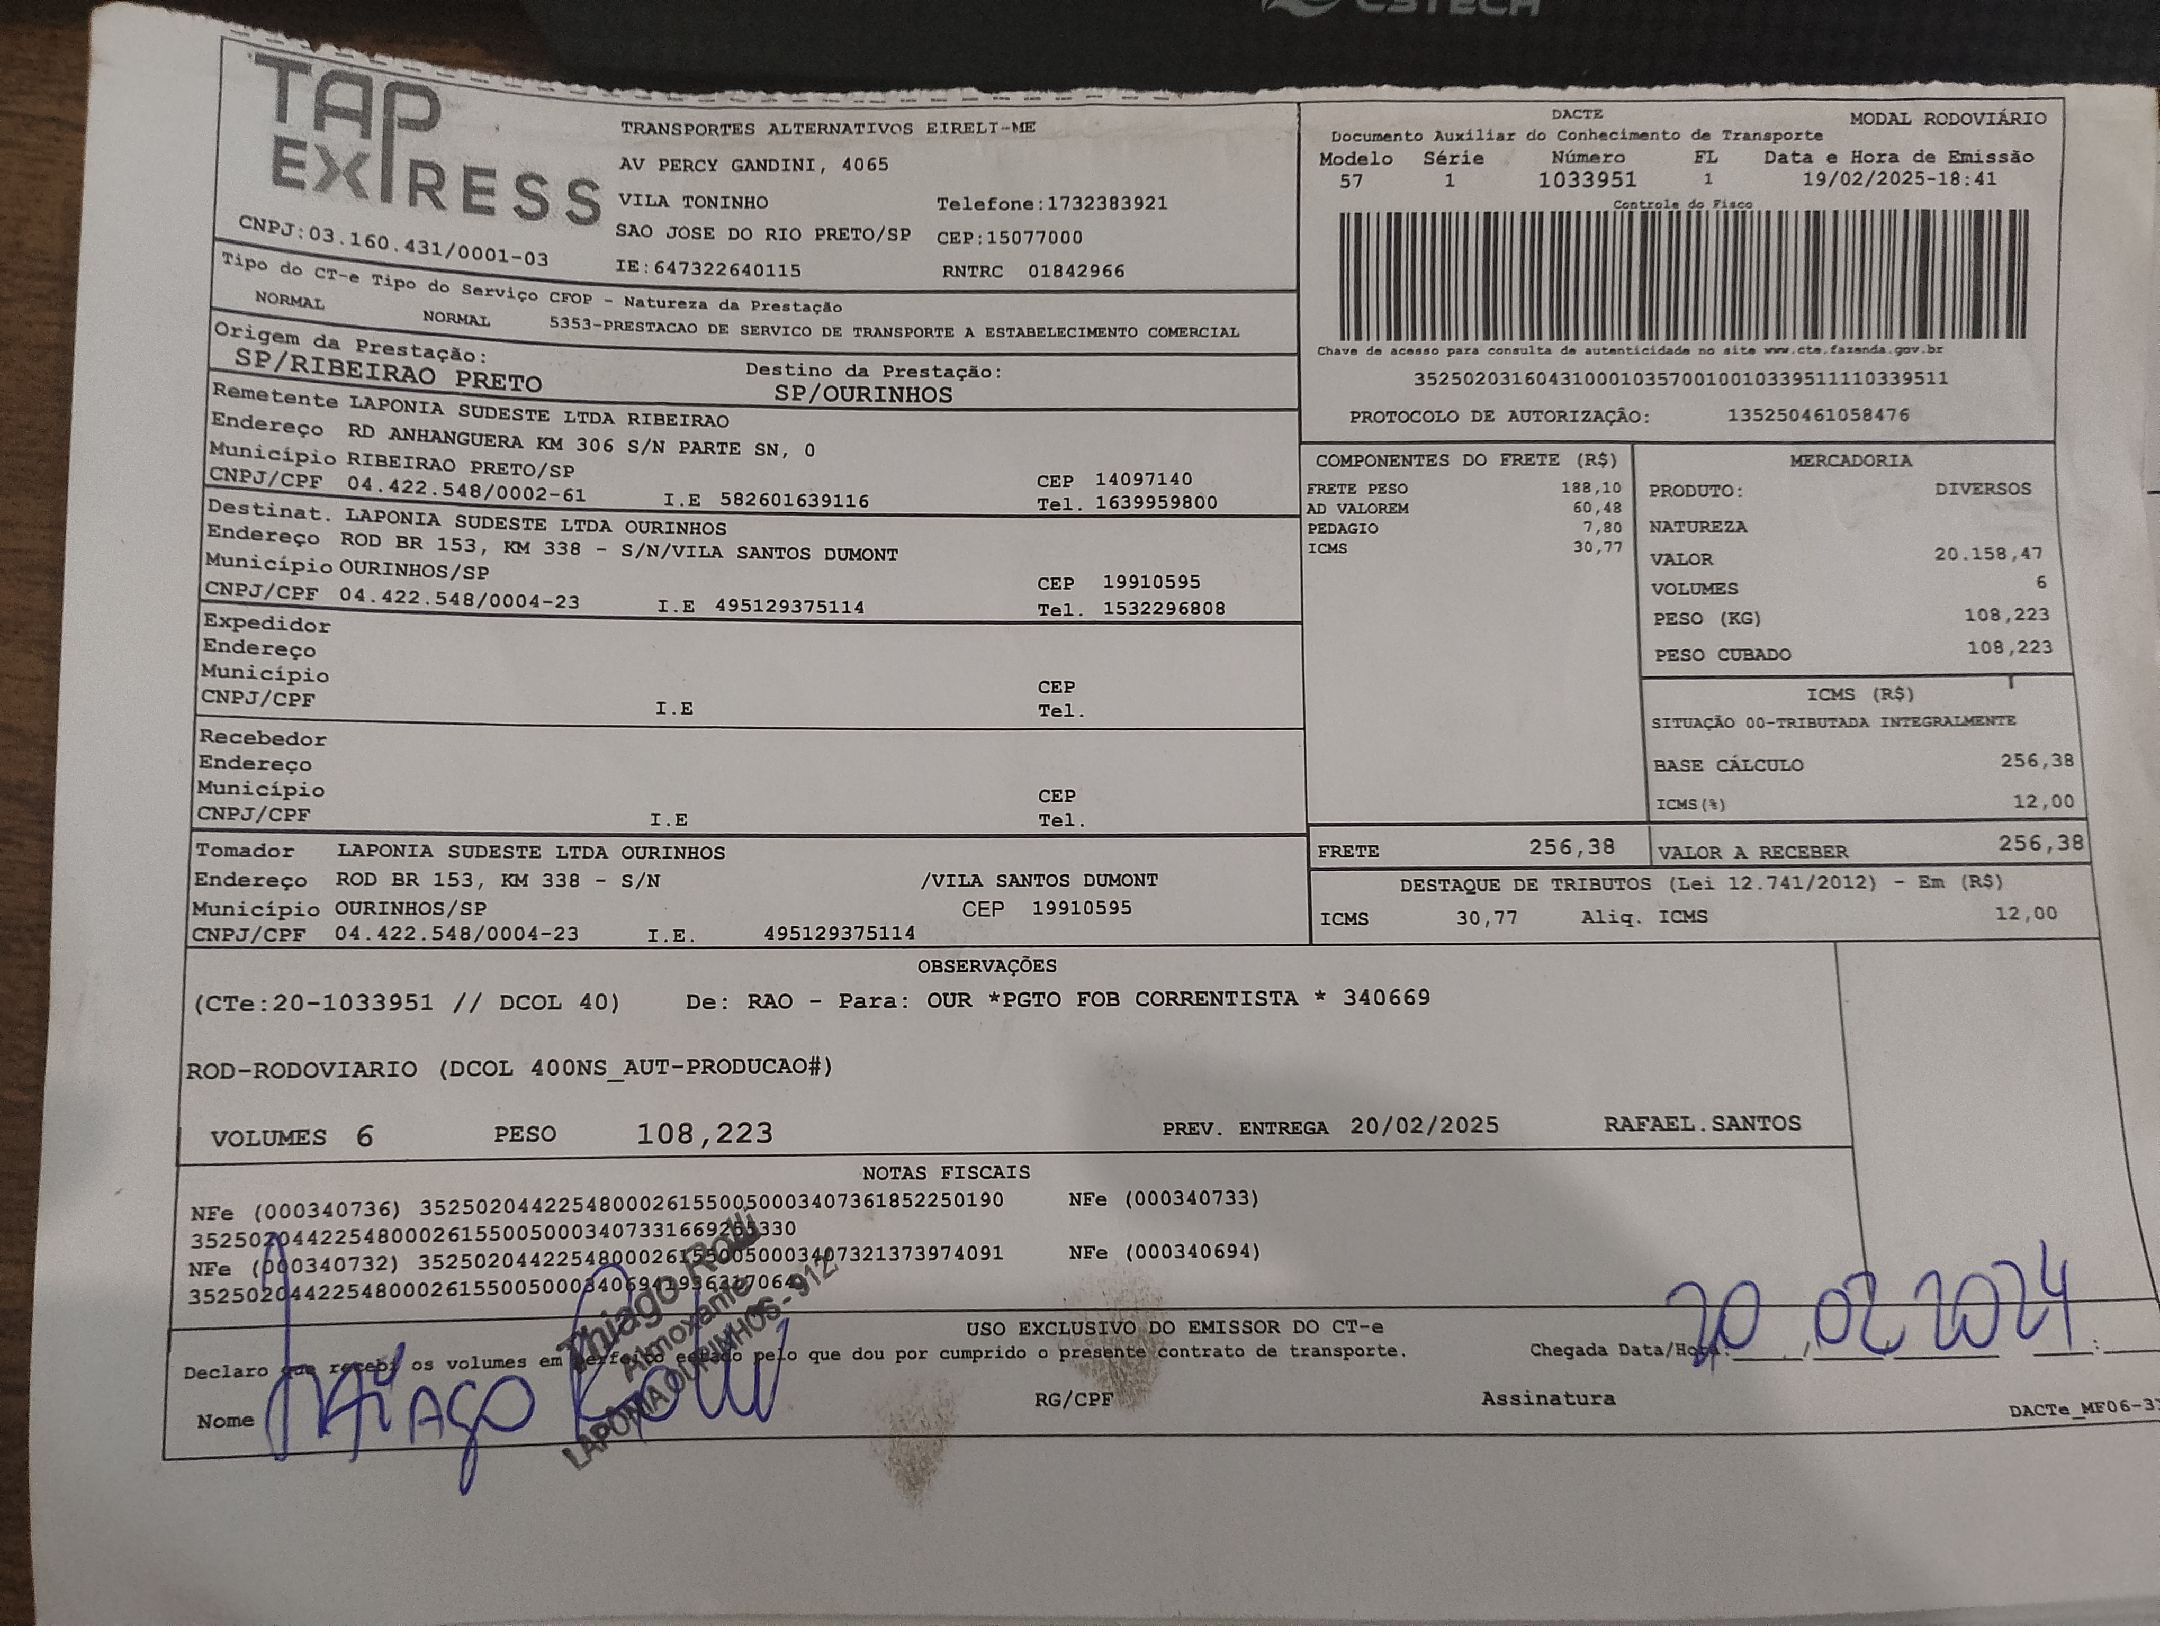 CSTECH
TAP
EXPRESS
CNPJ:03.160.431/0001-03
TRANSPORTES ALTERNATIVOS EIRELI-ME
AV PERCY GANDINI, 4065
VILA TONINHO Telefone:1732383921
SAO JOSE DO RIO PRETO/SP CEP:15077000
IE:647322640115 RNTRC 01842966
DACTE MODAL RODOVIÁRIO
Documento Auxiliar do Conhecimento de Transporte
Modelo Série Número FL Data e Hora de Emissão
57 1 1033951 1 19/02/2025-18:41
Controle do Fisco
Chave de acesso para consulta de autenticidade no site www.cte.fazenda.gov.br
35250203160431000103570010010339511110339511
PROTOCOLO DE AUTORIZAÇÃO: 135250461058476
Tipo do CT-e Tipo do Serviço CFOP - Natureza da Prestação
NORMAL NORMAL 5353-PRESTACAO DE SERVICO DE TRANSPORTE A ESTABELECIMENTO COMERCIAL
Origem da Prestação: Destino da Prestação:
SP/RIBEIRAO PRETO SP/OURINHOS
Remetente LAPONIA SUDESTE LTDA RIBEIRAO
Endereço RD ANHANGUERA KM 306 S/N PARTE SN, 0
Município RIBEIRAO PRETO/SP CEP 14097140
CNPJ/CPF 04.422.548/0002-61 I.E 582601639116 Tel. 1639959800
Destinat. LAPONIA SUDESTE LTDA OURINHOS
Endereço ROD BR 153, KM 338 - S/N/VILA SANTOS DUMONT
Município OURINHOS/SP CEP 19910595
CNPJ/CPF 04.422.548/0004-23 I.E 495129375114 Tel. 1532296808
Expedidor
Endereço
Município CEP
CNPJ/CPF I.E Tel.
Recebedor
Endereço
Município CEP
CNPJ/CPF I.E Tel.
Tomador LAPONIA SUDESTE LTDA OURINHOS
Endereço ROD BR 153, KM 338 - S/N /VILA SANTOS DUMONT
Município OURINHOS/SP CEP 19910595
CNPJ/CPF 04.422.548/0004-23 I.E. 495129375114
COMPONENTES DO FRETE (R$)
FRETE PESO 188,10
AD VALOREM 60,48
PEDAGIO 7,80
ICMS 30,77
MERCADORIA
PRODUTO: DIVERSOS
NATUREZA
VALOR 20.158,47
VOLUMES 6
PESO (KG) 108,223
PESO CUBADO 108,223
ICMS (R$)
SITUAÇÃO 00-TRIBUTADA INTEGRALMENTE
BASE CÁLCULO 256,38
ICMS(%) 12,00
FRETE 256,38 VALOR A RECEBER 256,38
DESTAQUE DE TRIBUTOS (Lei 12.741/2012) - Em (R$)
ICMS 30,77 Aliq. ICMS 12,00
OBSERVAÇÕES
(CTe:20-1033951 // DCOL 40) De: RAO - Para: OUR *PGTO FOB CORRENTISTA * 340669
ROD-RODOVIARIO (DCOL 400NS_AUT-PRODUCAO#)
VOLUMES 6 PESO 108,223 PREV. ENTREGA 20/02/2025 RAFAEL.SANTOS
NOTAS FISCAIS
NFe (000340736) 35250204422548000261550050003407361852250190 NFe (000340733)
NFe (000340732) 35250204422548000261550050003407321373974091 NFe (000340694)
USO EXCLUSIVO DO EMISSOR DO CT-e
Declaro que recebi os volumes em perfeito estado pelo que dou por cumprido o presente contrato de transporte. Chegada Data/Hora: 20 02 2024
Nome Thiago Rolli RG/CPF Assinatura
DACTe_MF06-
Thiago Rolli
Almoxarife
LAPONIA OURINHOS - 912